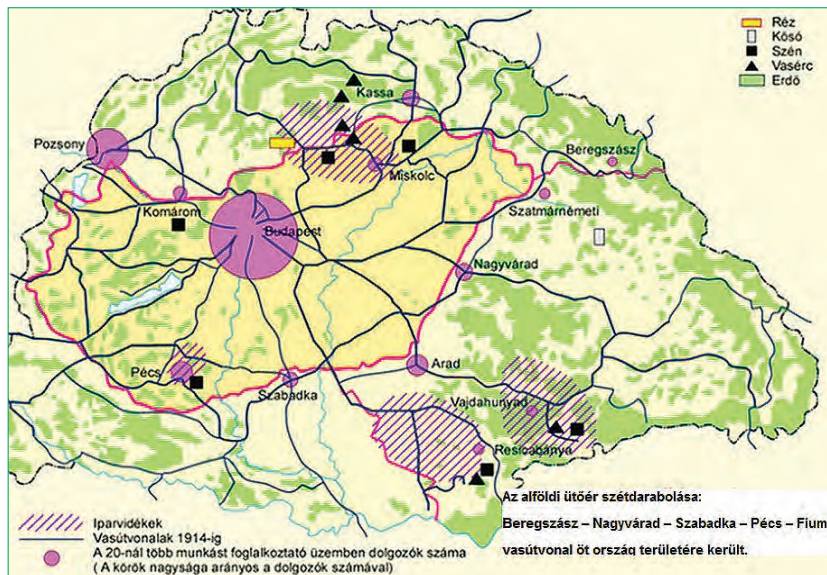 Réz
Kősó
Szén
Vasérc
Erdő
Kassa
Pozsony
Beregszász
Miskolc
Komárom
Szatmárnémeti
Budapest
Nagyvárad
Pécs
Arad
Szabadka
Vajdahunyad
Resicabánya
Az alföldi ütőér szétdarabolása:
Beregszász – Nagyvárad – Szabadka – Pécs – Fium
vasútvonal öt ország területére került.
Iparvidékek
Vasútvonalak 1914-ig
A 20-nál több munkást foglalkoztató üzemben dolgozók száma
( A körök nagysága arányos a dolgozók számával)